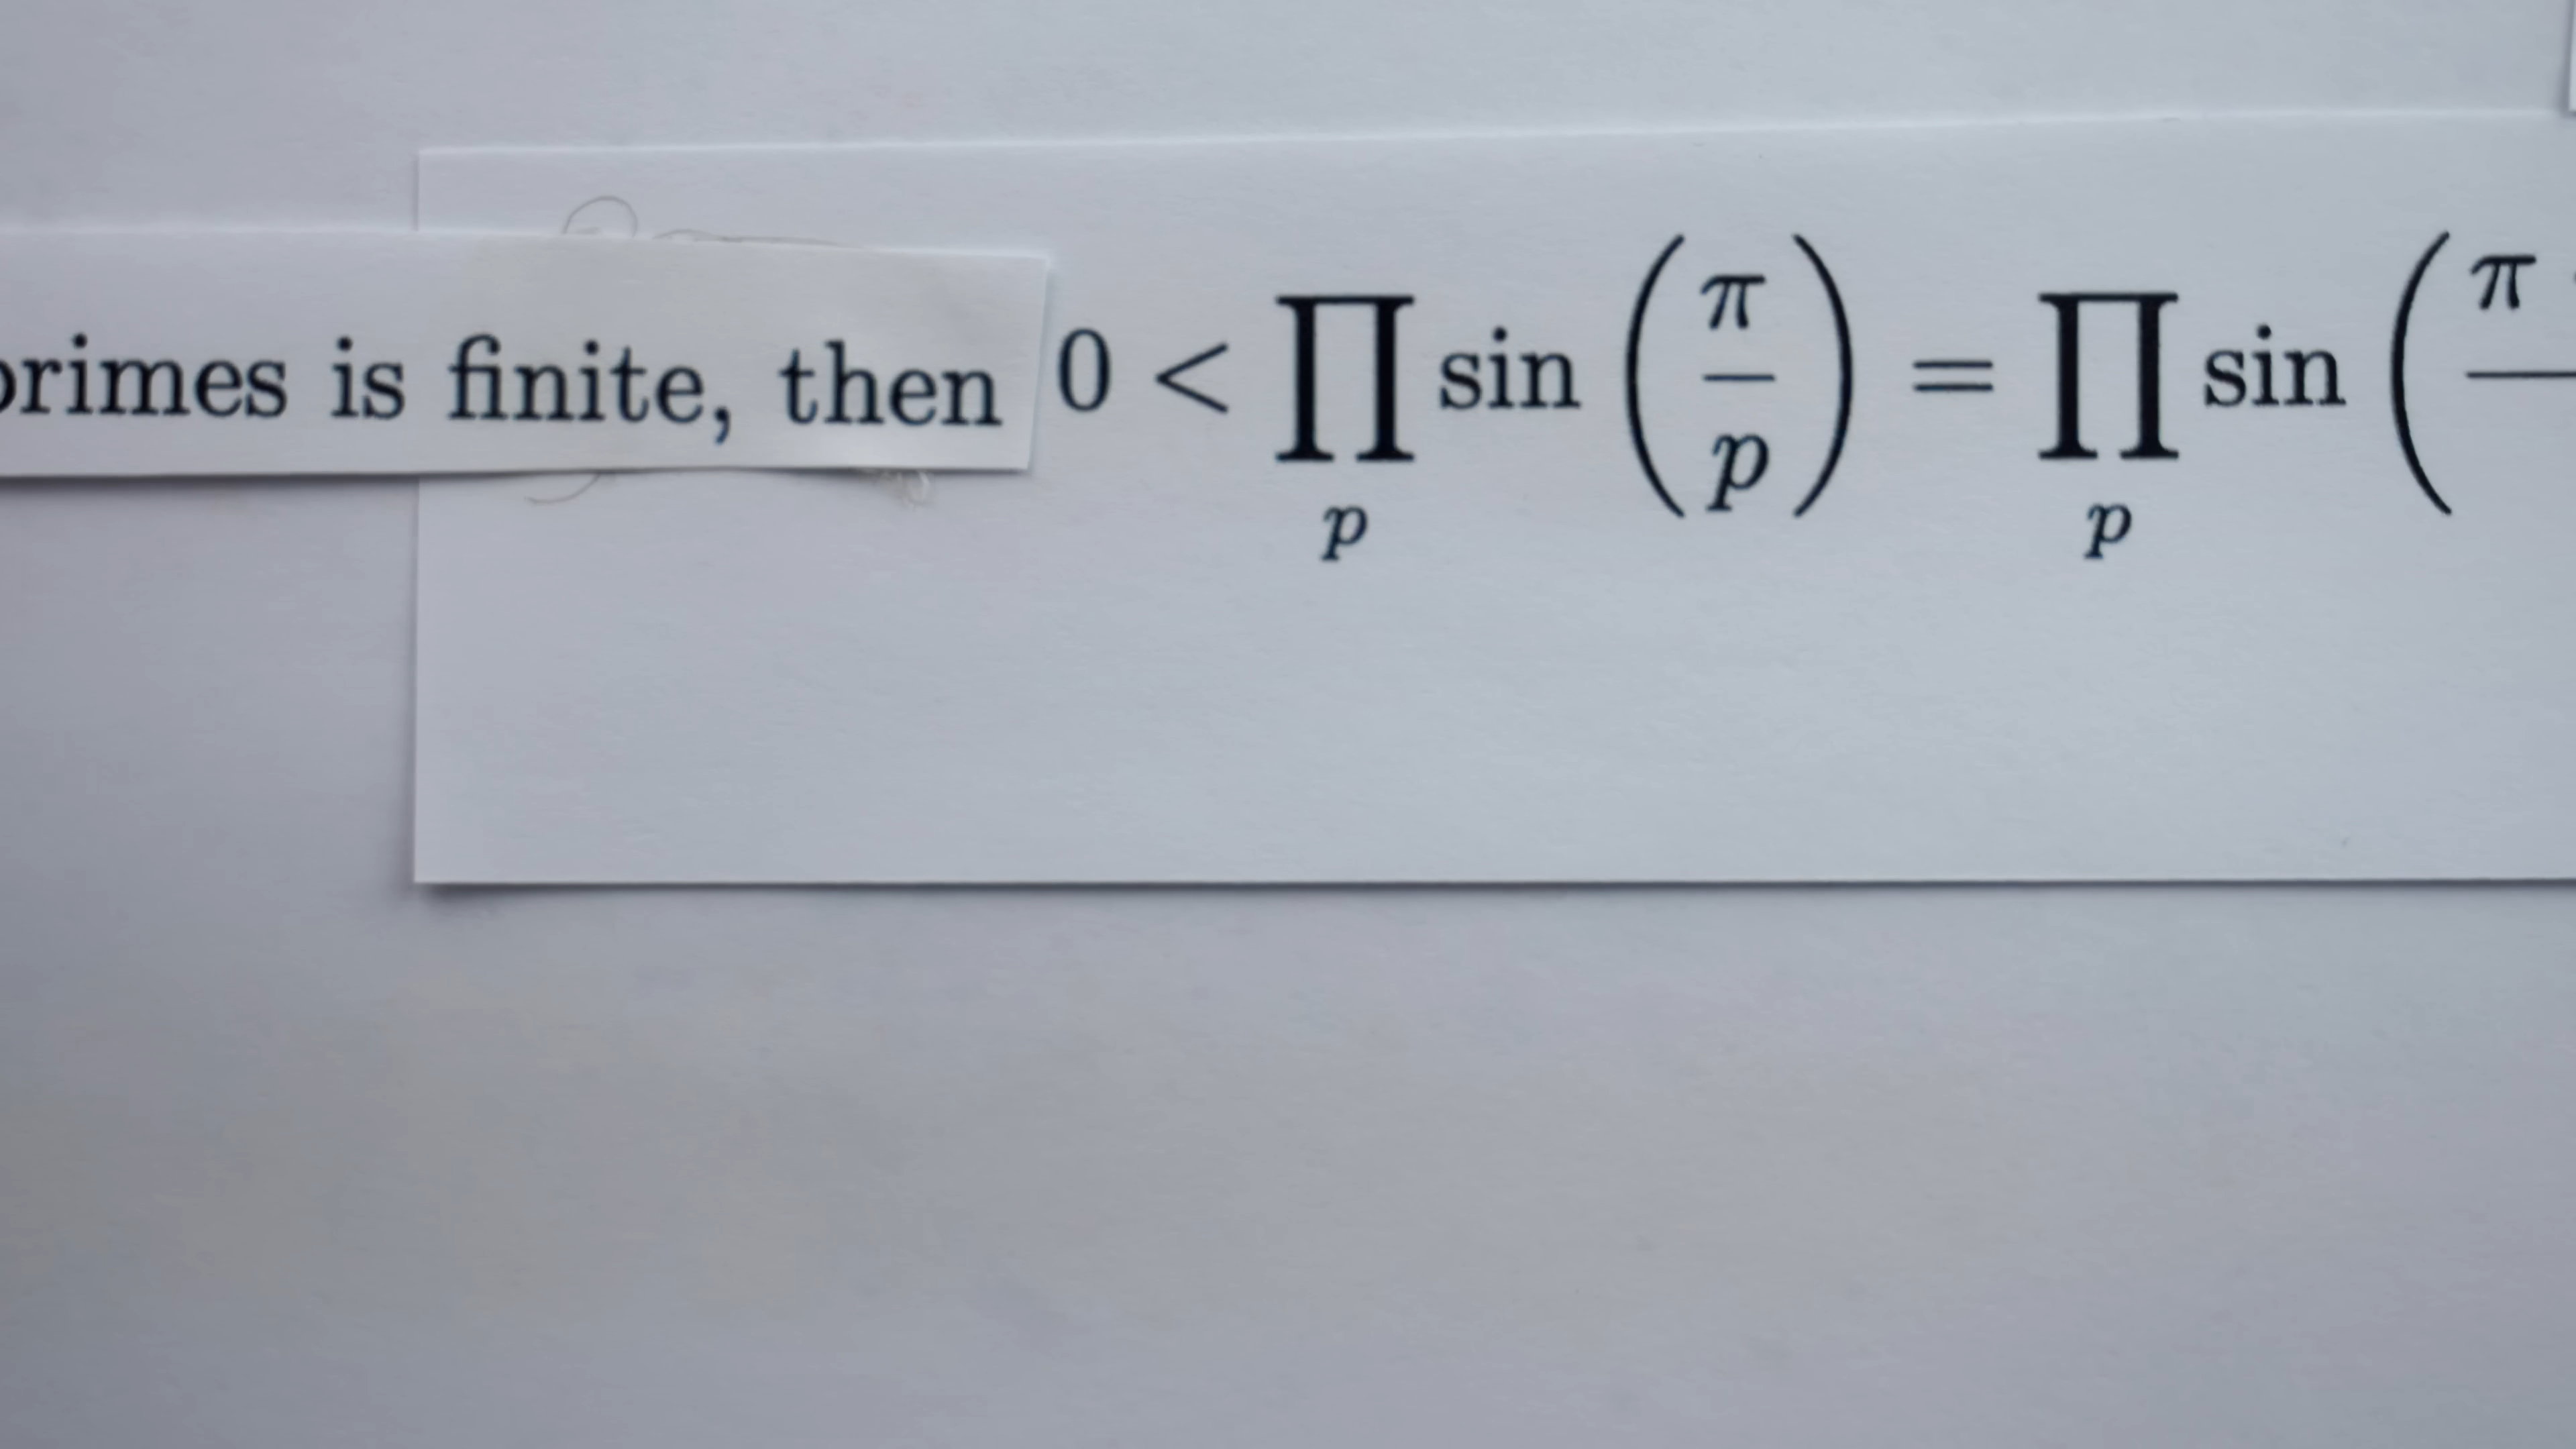 primes is finite, then 0 < ∏_p sin (π/p) = ∏_p sin (π